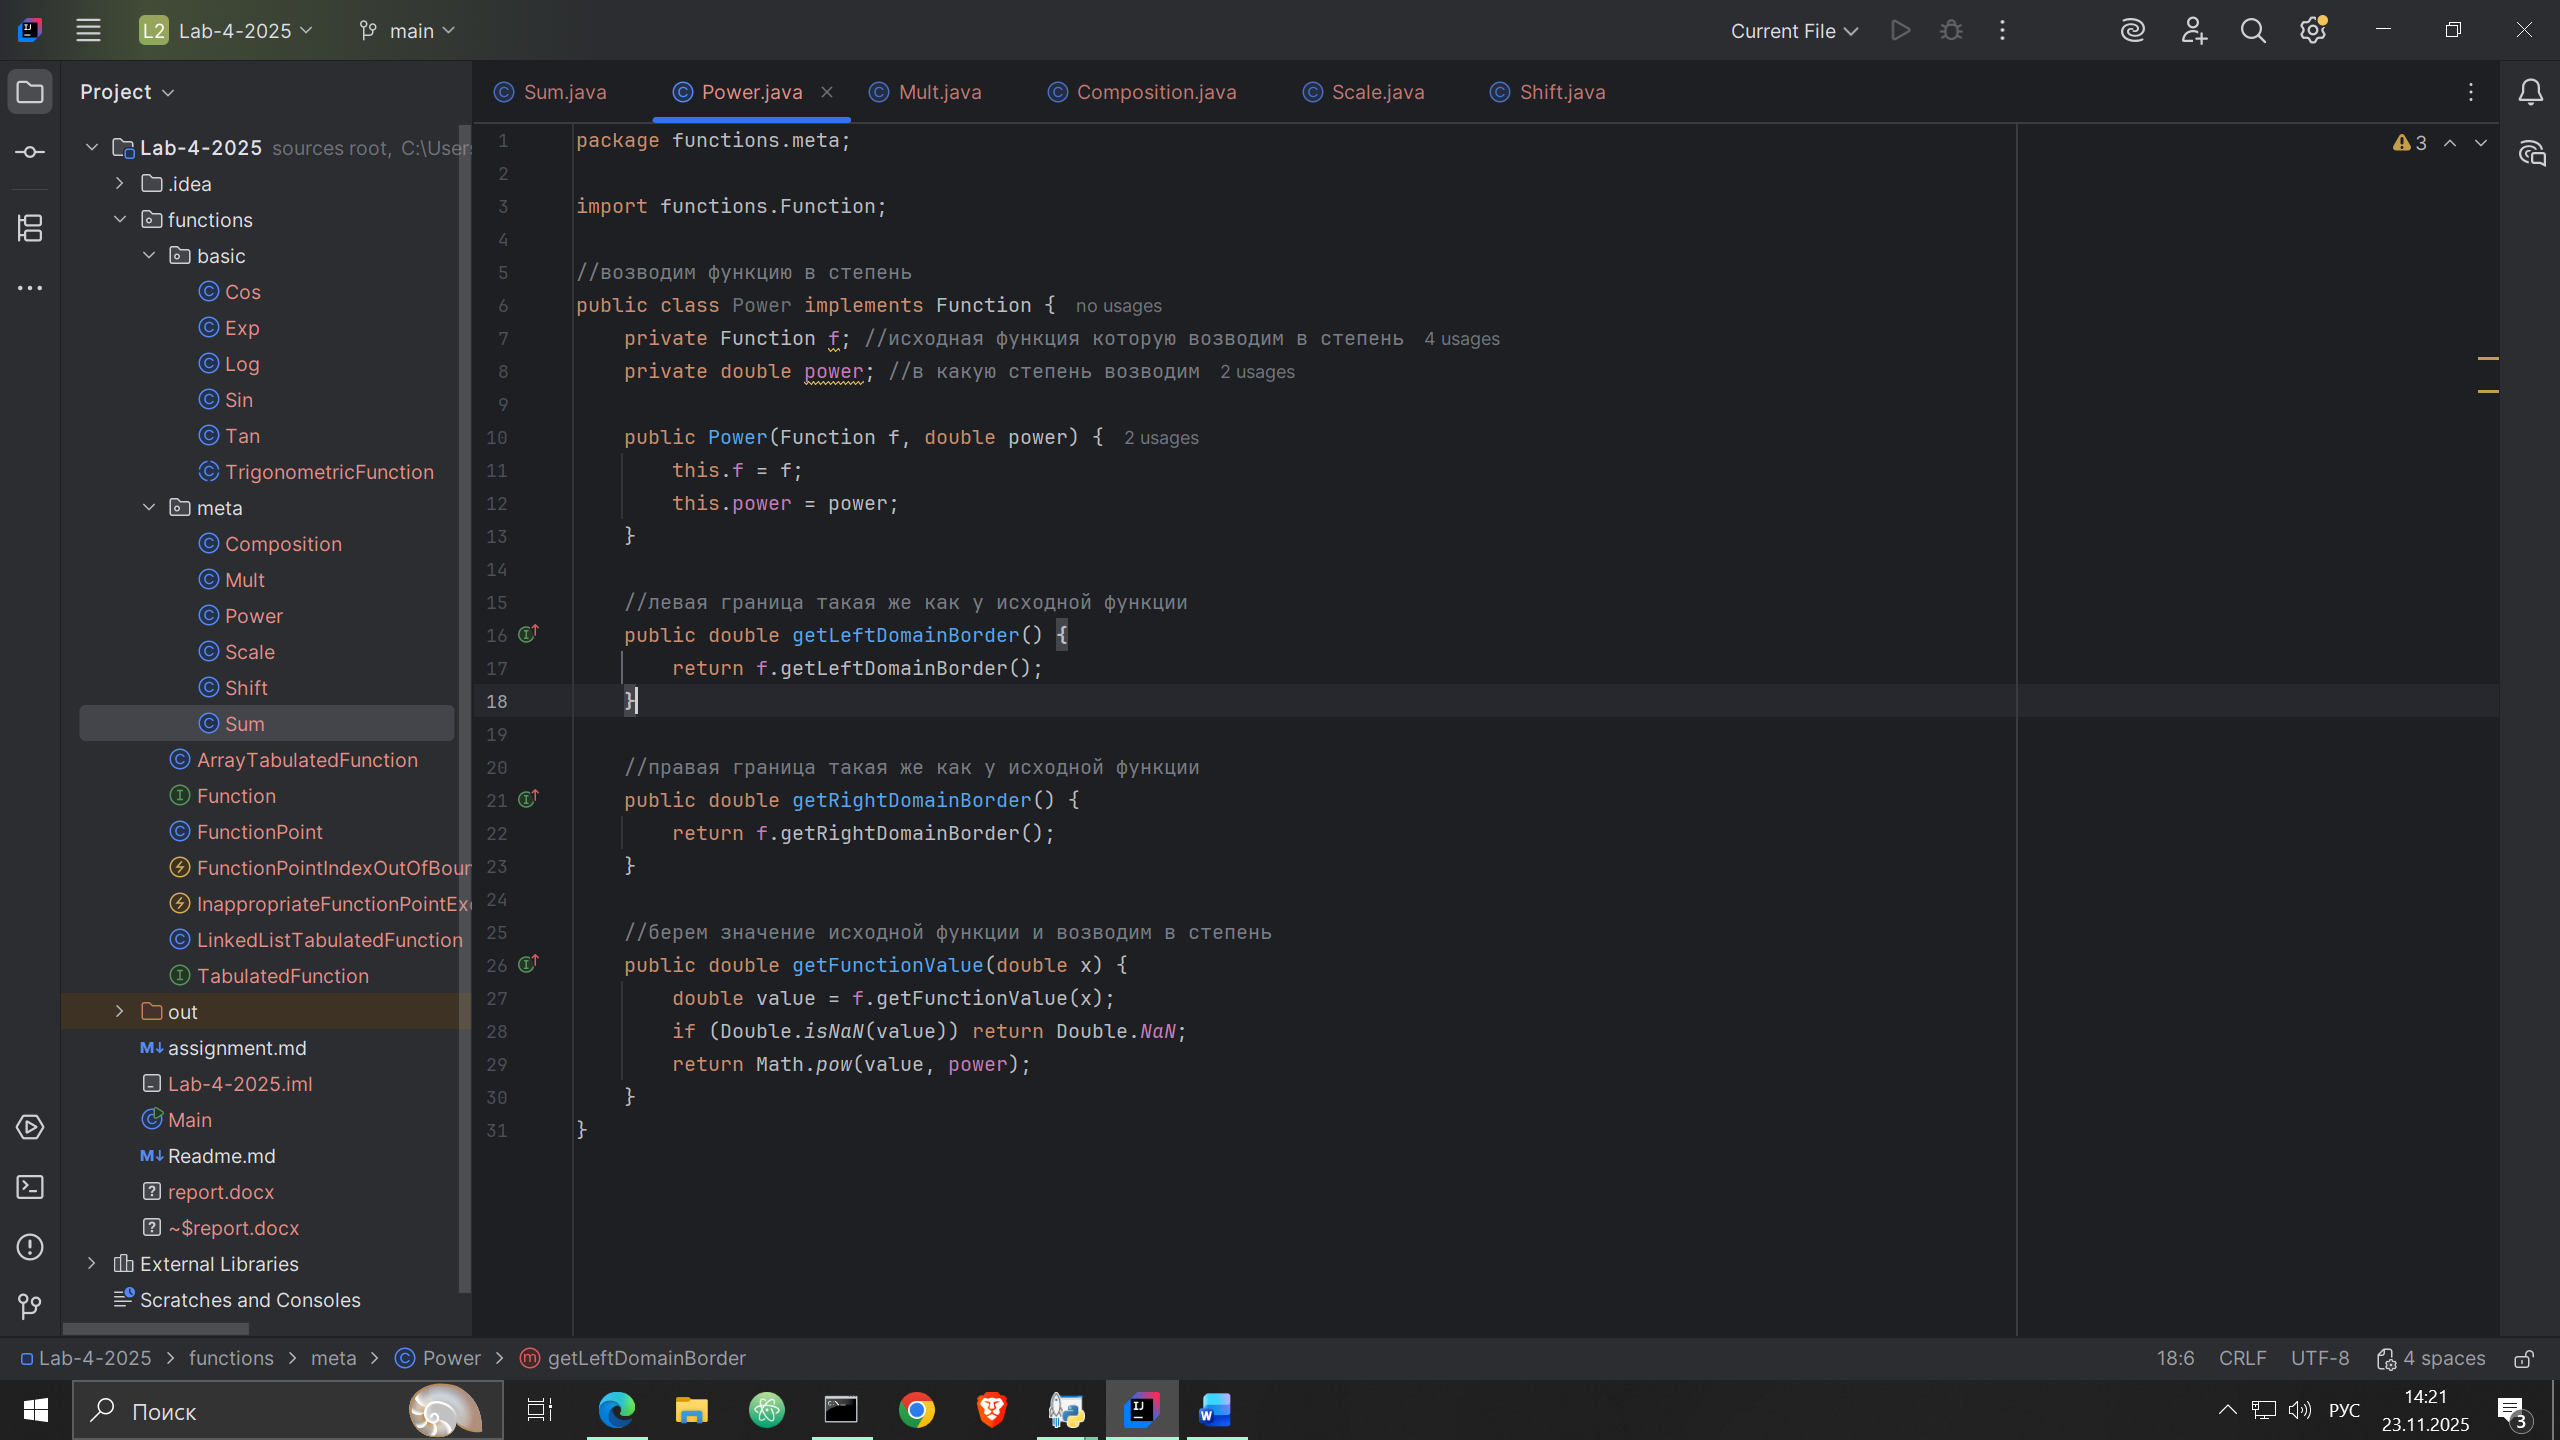 L2 Lab-4-2025 main Current File
Project
Sum.java Power.java Mult.java Composition.java Scale.java Shift.java
Lab-4-2025 sources root, C:\User
.idea
functions
basic
Cos
Exp
Log
Sin
Tan
TrigonometricFunction
meta
Composition
Mult
Power
Scale
Shift
Sum
ArrayTabulatedFunction
Function
FunctionPoint
FunctionPointIndexOutOfBour
InappropriateFunctionPointExc
LinkedListTabulatedFunction
TabulatedFunction
out
assignment.md
Lab-4-2025.iml
Main
Readme.md
report.docx
~$report.docx
External Libraries
Scratches and Consoles
3
1 package functions.meta;
2
3 import functions.Function;
4
5 //возводим функцию в степень
6 public class Power implements Function { no usages
7 private Function f; //исходная функция которую возводим в степень 4 usages
8 private double power; //в какую степень возводим 2 usages
9
10 public Power(Function f, double power) { 2 usages
11 this.f = f;
12 this.power = power;
13 }
14
15 //левая граница такая же как у исходной функции
16 public double getLeftDomainBorder() {
17 return f.getLeftDomainBorder();
18 }
19
20 //правая граница такая же как у исходной функции
21 public double getRightDomainBorder() {
22 return f.getRightDomainBorder();
23 }
24
25 //берем значение исходной функции и возводим в степень
26 public double getFunctionValue(double x) {
27 double value = f.getFunctionValue(x);
28 if (Double.isNaN(value)) return Double.NaN;
29 return Math.pow(value, power);
30 }
31 }
Lab-4-2025 > functions > meta > Power > getLeftDomainBorder 18:6 CRLF UTF-8 4 spaces
Поиск
РУС
14:21
23.11.2025
3